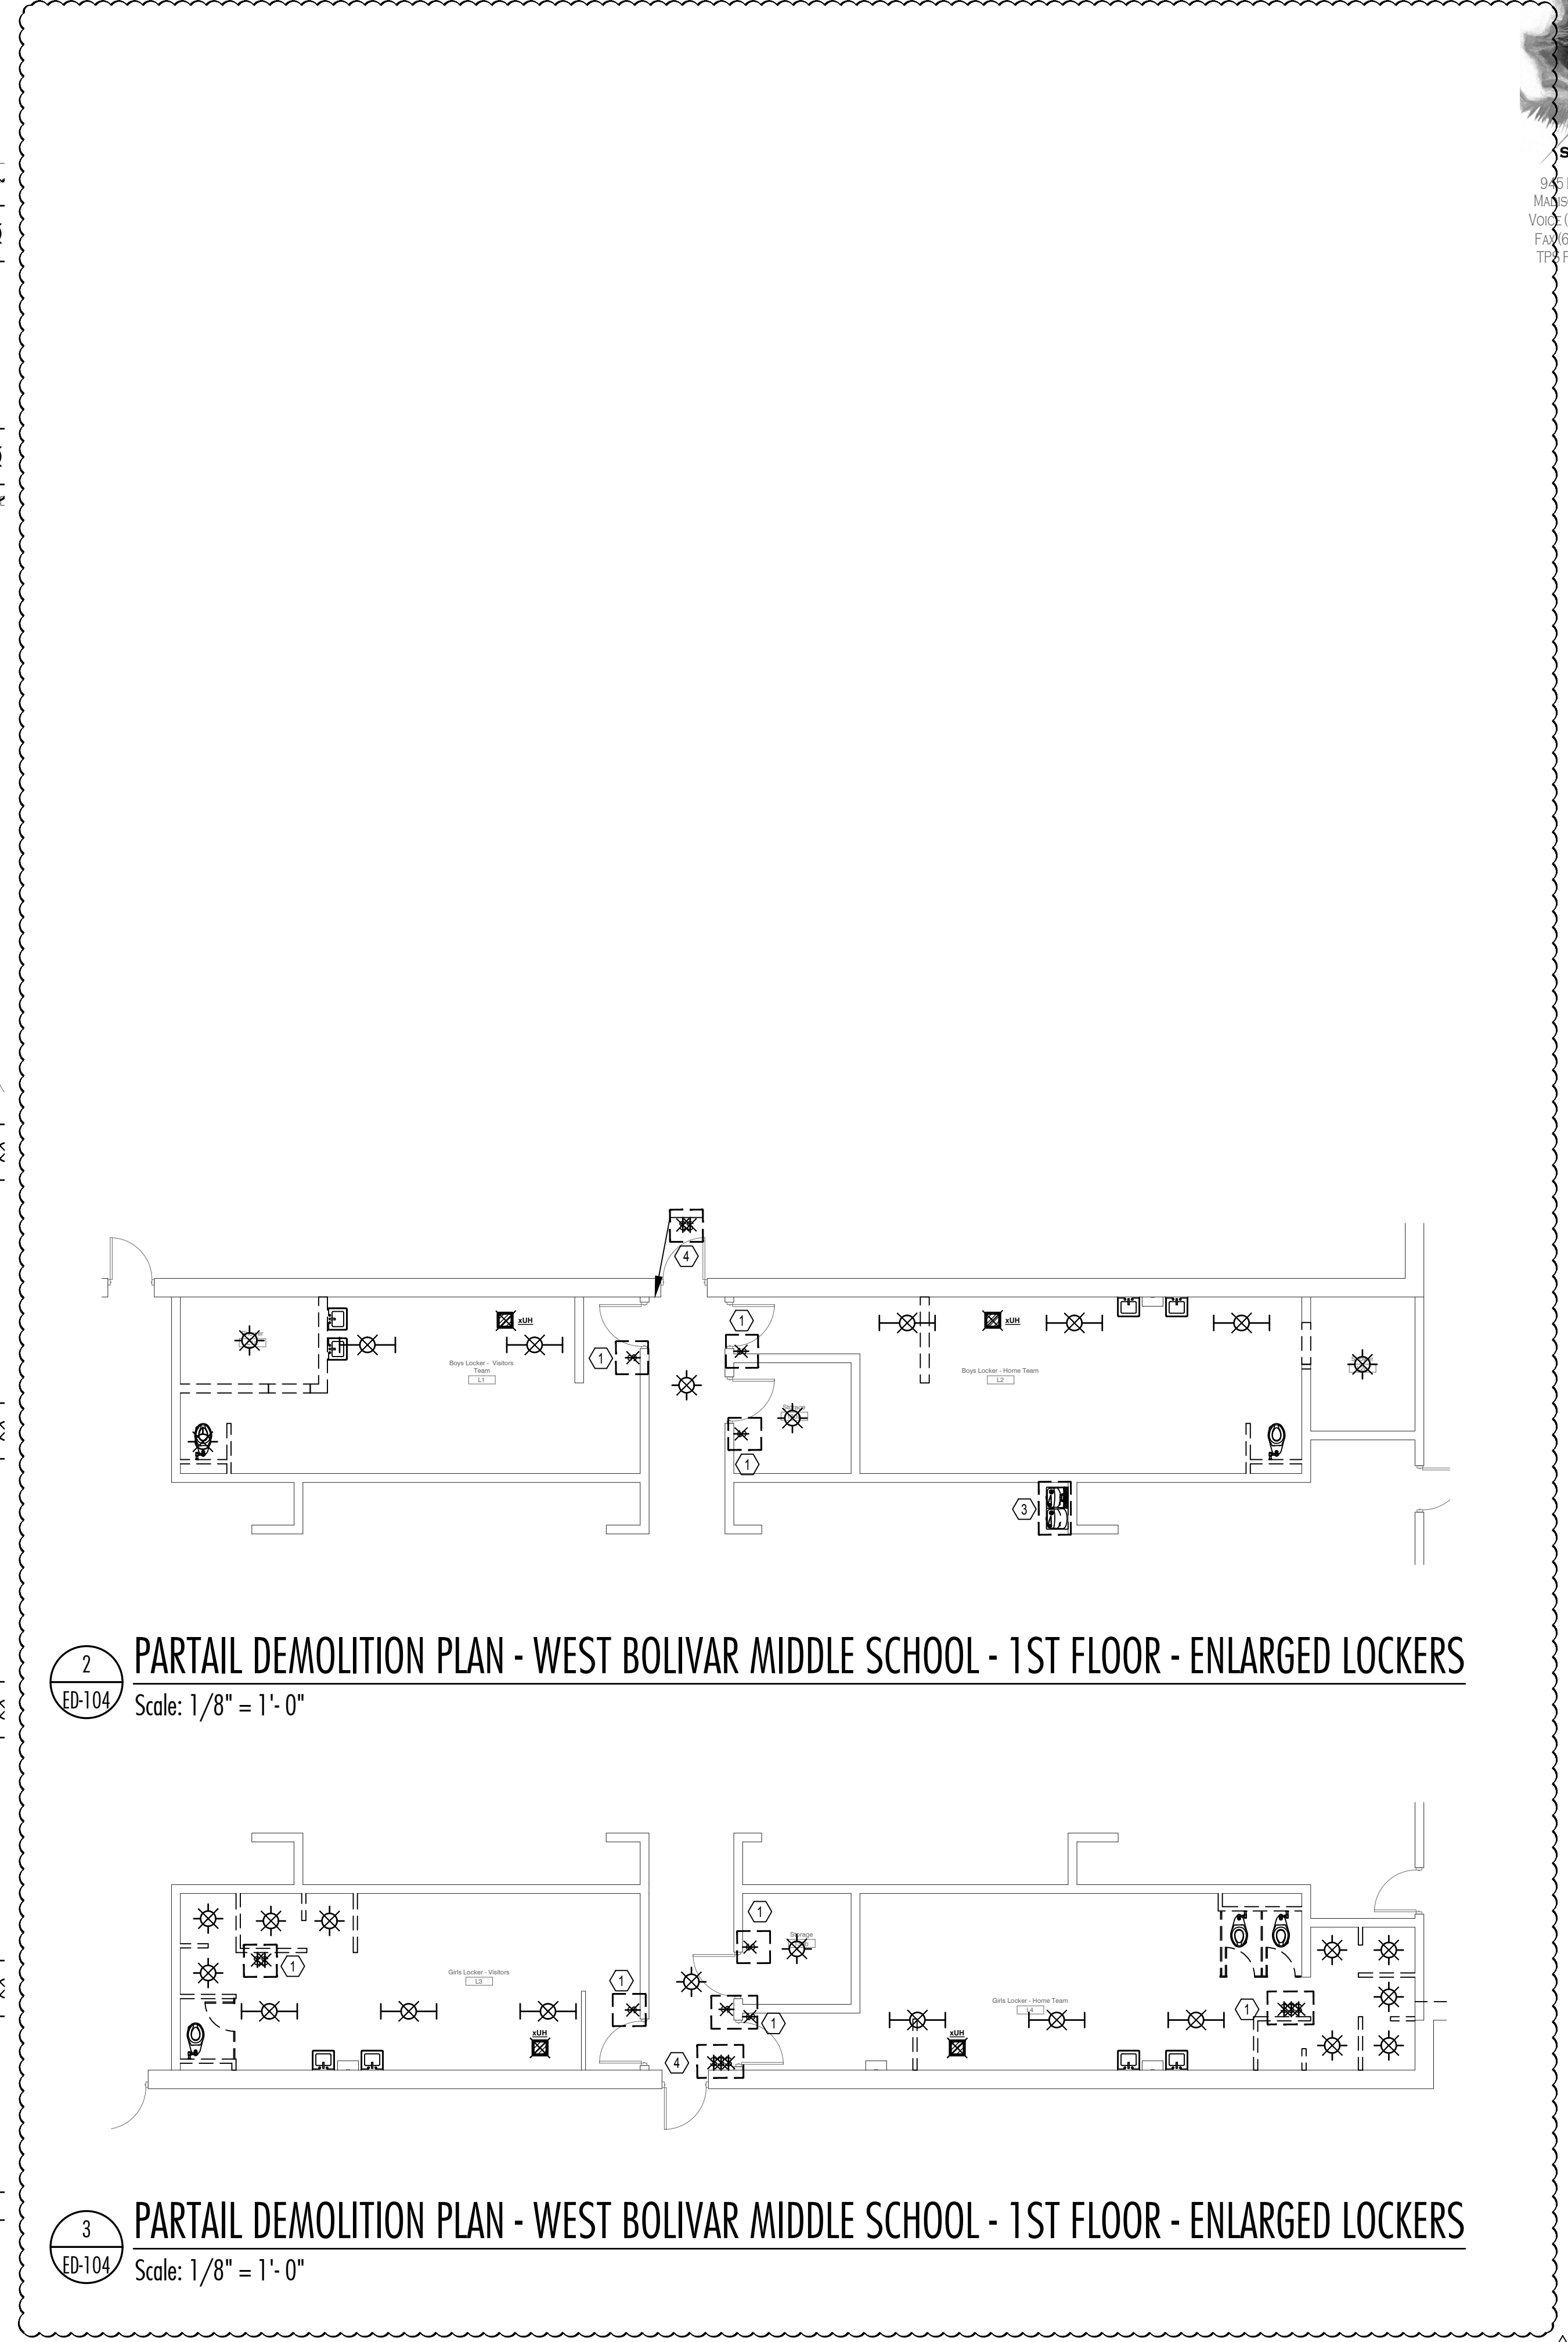 4
1
1
xUH
xUH
Boys Locker - Visitors
Team
L1
Boys Locker - Home Team
L2
Storage
1
3
2
ED-104
PARTAIL DEMOLITION PLAN - WEST BOLIVAR MIDDLE SCHOOL - 1ST FLOOR - ENLARGED LOCKERS
Scale: 1/8" = 1'- 0"
1
Storage
1
Girls Locker - Visitors
L3
1
Girls Locker - Home Team
L4
1
1
xUH
xUH
4
3
ED-104
PARTAIL DEMOLITION PLAN - WEST BOLIVAR MIDDLE SCHOOL - 1ST FLOOR - ENLARGED LOCKERS
Scale: 1/8" = 1'- 0"